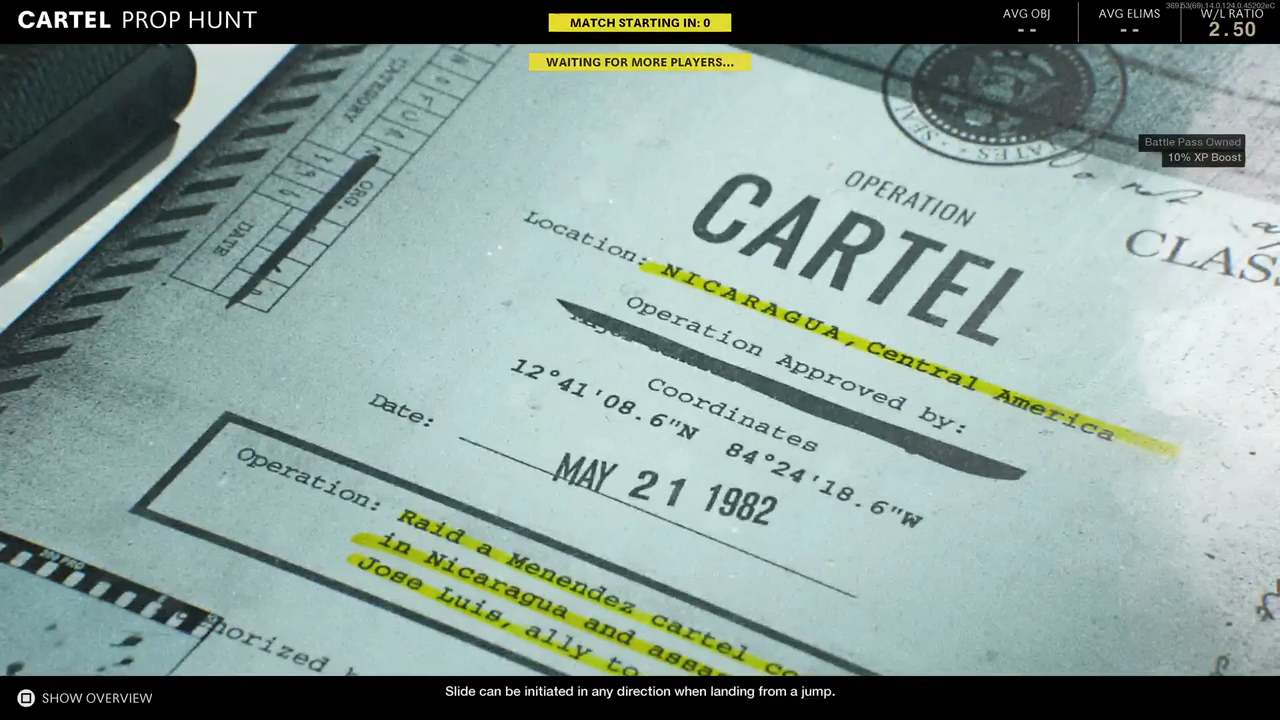 CARTEL PROP HUNT
MATCH STARTING IN: 0
WAITING FOR MORE PLAYERS...
AVG OBJ
--
AVG ELIMS
--
W/L RATIO
2.50
Battle Pass Owned
10% XP Boost
CATEGORY
ORG.
DATE
OPERATION
CARTEL
CLAS
Location: NICARAGUA, Central America
Operation Approved by:
Coordinates
12°41'08.6"N 84°24'18.6"W
Date:
MAY 21 1982
Operation: Raid a Menendez cartel co
in Nicaragua and assa
Jose Luis, ally to
horized
SHOW OVERVIEW
Slide can be initiated in any direction when landing from a jump.